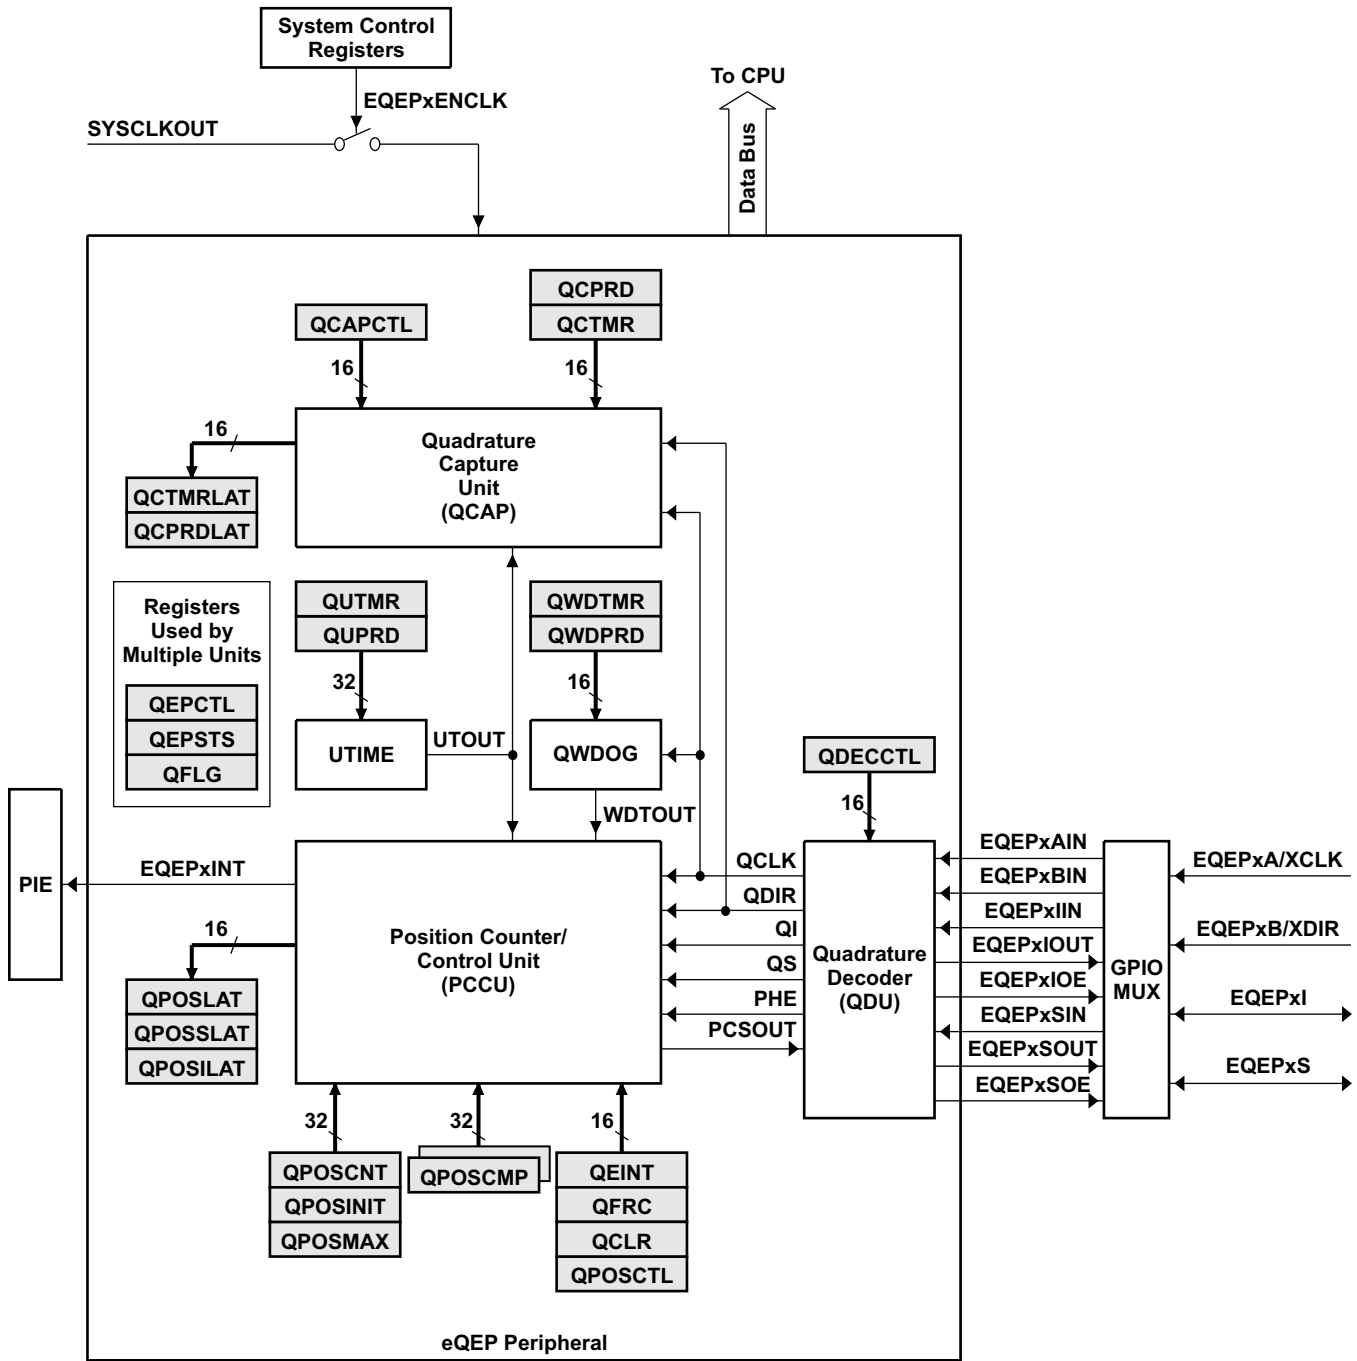 System Control
Registers
To CPU
EQEPxENCLK
SYSCLKOUT
Data Bus
QCPRD
QCAPCTL
QCTMR
16
16
16
Quadrature
Capture
Unit
(QCAP)
QCTMRLAT
QCPRDLAT
Registers
Used by
Multiple Units
QEPCTL
QEPSTS
QFLG
QUTMR
QUPRD
QWDTMR
QWDPRD
32
16
UTIME
UTOUT
QWDOG
WDTOUT
QDECCTL
16
PIE
EQEPxINT
16
QPOSLAT
QPOSSLAT
QPOSILAT
Position Counter/
Control Unit
(PCCU)
QCLK
QDIR
QI
QS
PHE
PCSOUT
Quadrature
Decoder
(QDU)
EQEPxAIN
EQEPxBIN
EQEPxIIN
EQEPxIOUT
EQEPxIOE
EQEPxSIN
EQEPxSOUT
EQEPxSOE
GPIO
MUX
EQEPxA/XCLK
EQEPxB/XDIR
EQEPxI
EQEPxS
32
32
16
QPOSCNT
QPOSINIT
QPOSMAX
QPOSCMP
QEINT
QFRC
QCLR
QPOSCTL
eQEP Peripheral